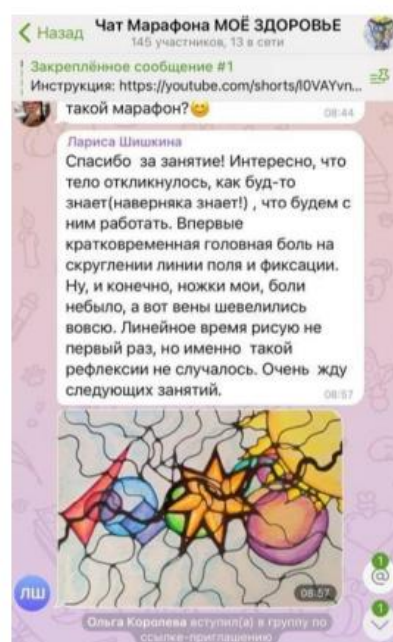 Назад
Чат Марафона МОЁ ЗДОРОВЬЕ
145 участников, 13 в сети
Закреплённое сообщение #1
Инструкция: https://youtube.com/shorts/l0VAYvn...
такой марафон?😊
08:44
Лариса Шишкина
Спасибо за занятие! Интересно, что
тело откликнулось, как буд-то
знает(наверняка знает!) , что будем с
ним работать. Впервые
кратковременная головная боль на
скруглении линии поля и фиксации.
Ну, и конечно, ножки мои, боли
небыло, а вот вены шевелились
вовсю. Линейное время рисую не
первый раз, но именно такой
рефлексии не случалось. Очень жду
следующих занятий.
08:57
08:57
ЛШ
1
@
1
Ольга Королева вступил(а) в группу по
ссылке-приглашению